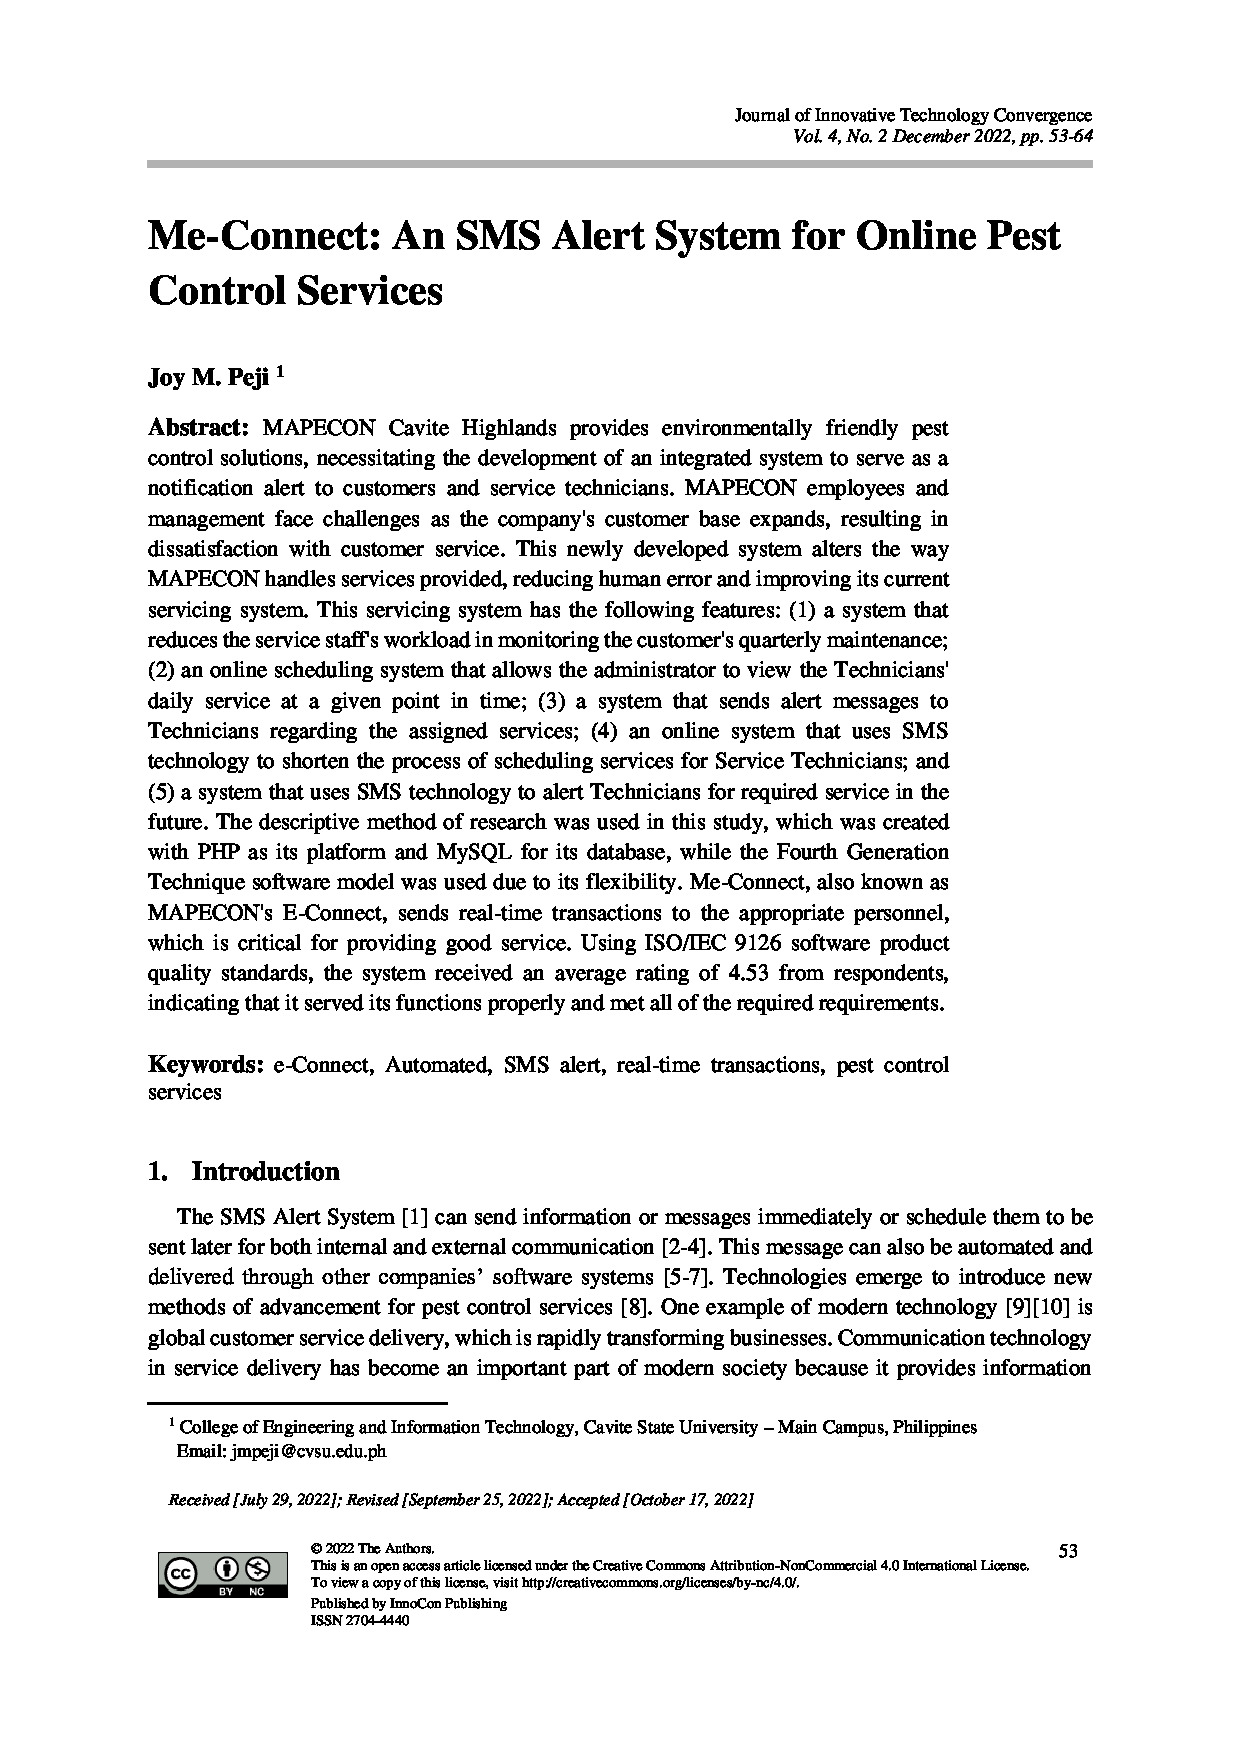 Journal of Innovative Technology Convergence
Vol. 4, No. 2 December 2022, pp. 53-64
Me-Connect: An SMS Alert System for Online Pest
Control Services
Joy M. Peji 1
Abstract: MAPECON Cavite Highlands provides environmentally friendly pest
control solutions, necessitating the development of an integrated system to serve as a
notification alert to customers and service technicians. MAPECON employees and
management face challenges as the company's customer base expands, resulting in
dissatisfaction with customer service. This newly developed system alters the way
MAPECON handles services provided, reducing human error and improving its current
servicing system. This servicing system has the following features: (1) a system that
reduces the service staff's workload in monitoring the customer's quarterly maintenance;
(2) an online scheduling system that allows the administrator to view the Technicians'
daily service at a given point in time; (3) a system that sends alert messages to
Technicians regarding the assigned services; (4) an online system that uses SMS
technology to shorten the process of scheduling services for Service Technicians; and
(5) a system that uses SMS technology to alert Technicians for required service in the
future. The descriptive method of research was used in this study, which was created
with PHP as its platform and MySQL for its database, while the Fourth Generation
Technique software model was used due to its flexibility. Me-Connect, also known as
MAPECON's E-Connect, sends real-time transactions to the appropriate personnel,
which is critical for providing good service. Using ISO/IEC 9126 software product
quality standards, the system received an average rating of 4.53 from respondents,
indicating that it served its functions properly and met all of the required requirements.
Keywords: e-Connect, Automated, SMS alert, real-time transactions, pest control
services
1. Introduction
The SMS Alert System [1] can send information or messages immediately or schedule them to be
sent later for both internal and external communication [2-4]. This message can also be automated and
delivered through other companies’ software systems [5-7]. Technologies emerge to introduce new
methods of advancement for pest control services [8]. One example of modern technology [9][10] is
global customer service delivery, which is rapidly transforming businesses. Communication technology
in service delivery has become an important part of modern society because it provides information
1 College of Engineering and Information Technology, Cavite State University – Main Campus, Philippines
Email: jmpeji@cvsu.edu.ph
Received [July 29, 2022]; Revised [September 25, 2022]; Accepted [October 17, 2022]
cc BY NC
© 2022 The Authors.
53
This is an open access article licensed under the Creative Commons Attribution-NonCommercial 4.0 International License.
To view a copy of this license, visit http://creativecommons.org/licenses/by-nc/4.0/.
Published by InnoCon Publishing
ISSN 2704-4440